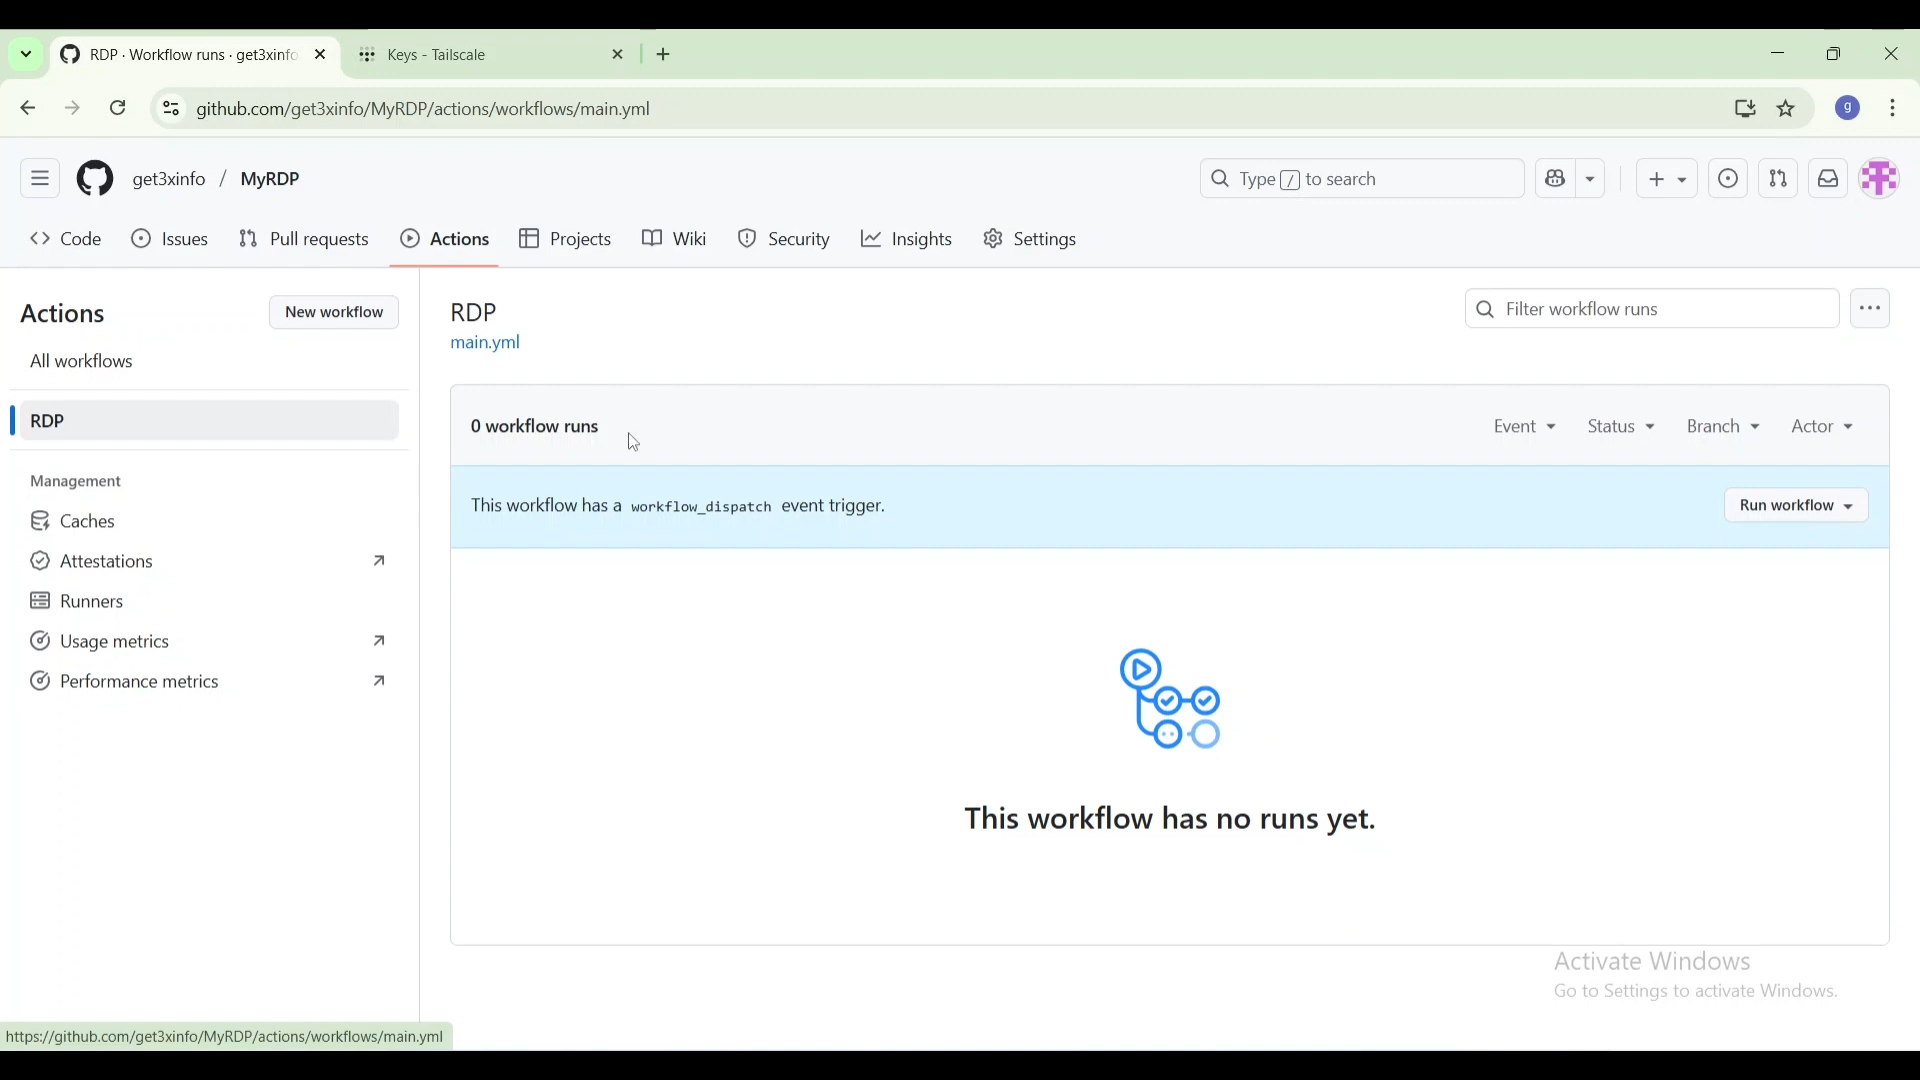 RDP · Workflow runs · get3xinfo
Keys - Tailscale
github.com/get3xinfo/MyRDP/actions/workflows/main.yml
g
get3xinfo / MyRDP
Type / to search
Code
Issues
Pull requests
Actions
Projects
Wiki
Security
Insights
Settings
Actions
New workflow
All workflows
RDP
Management
Caches
Attestations
Runners
Usage metrics
Performance metrics
RDP
main.yml
Filter workflow runs
0 workflow runs
Event
Status
Branch
Actor
This workflow has a workflow_dispatch event trigger.
Run workflow
This workflow has no runs yet.
Activate Windows
Go to Settings to activate Windows.
https://github.com/get3xinfo/MyRDP/actions/workflows/main.yml